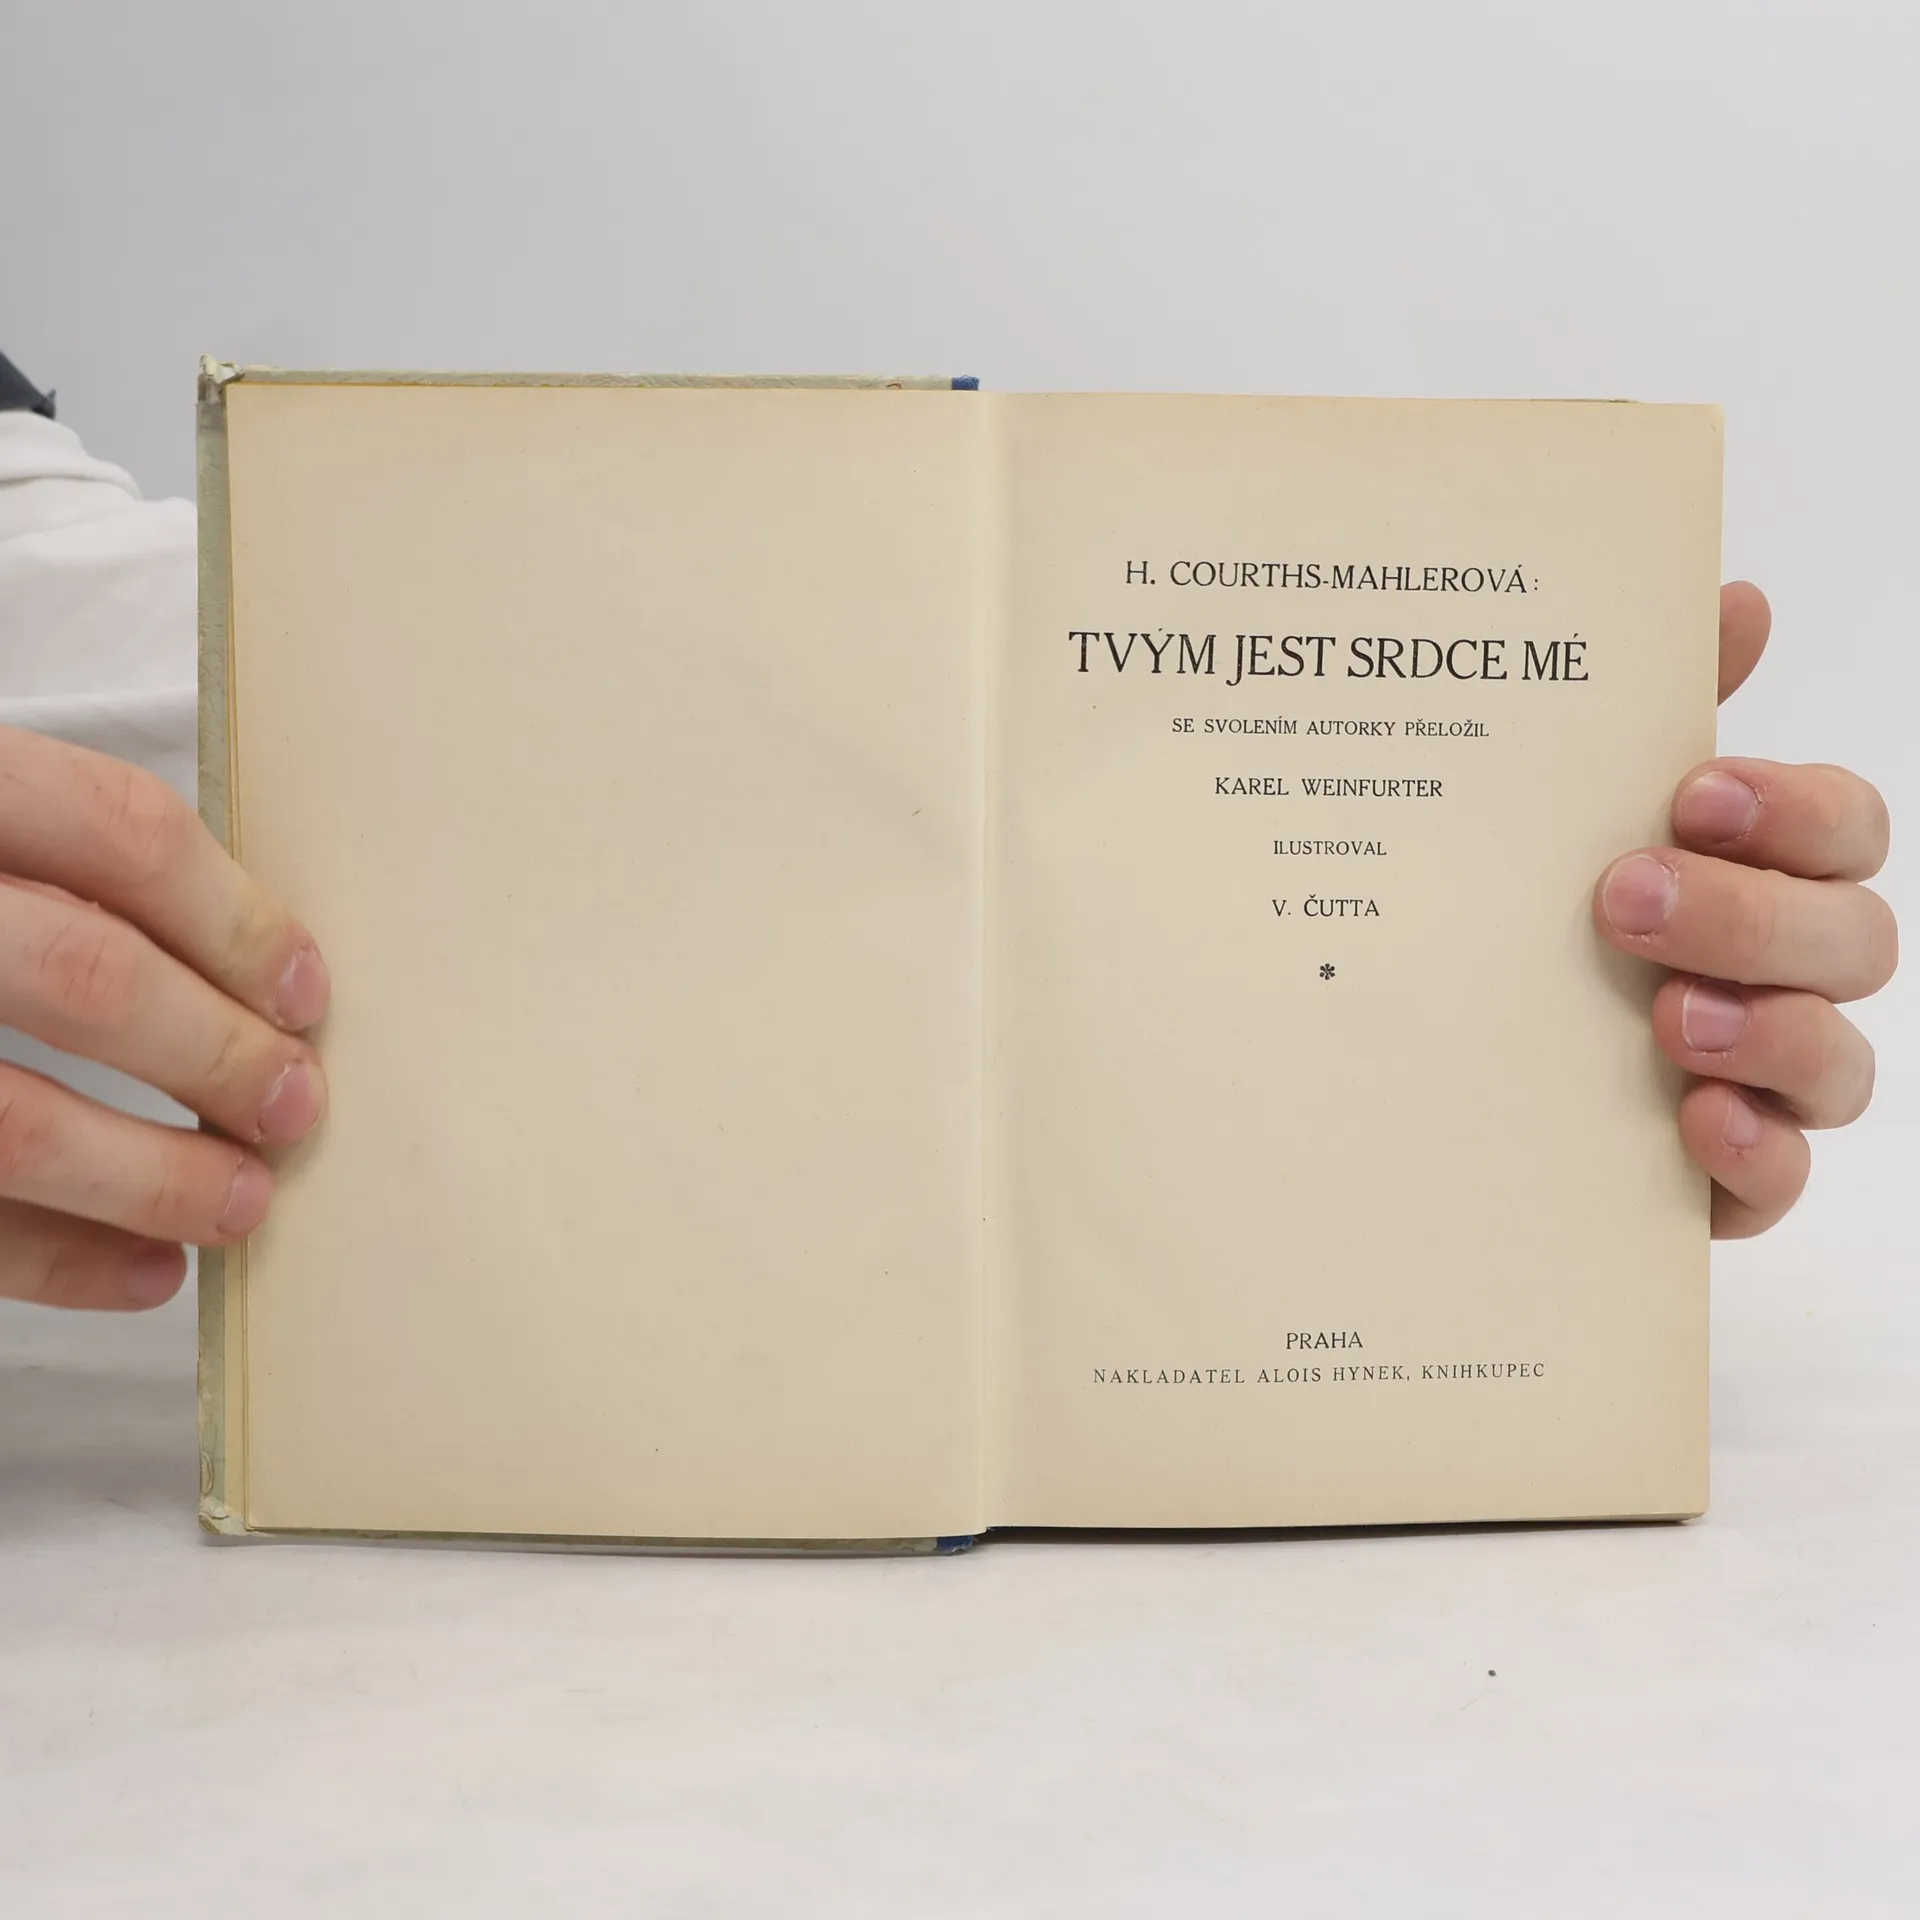 H. COURTHS-MAHLEROVÁ:
TVÝM JEST SRDCE MÉ
SE SVOLENÍM AUTORKY PŘELOŽIL
KAREL WEINFURTER
ILUSTROVAL
V. ČUTTA
*
PRAHA
NAKLADATEL ALOIS HYNEK, KNIHKUPEC